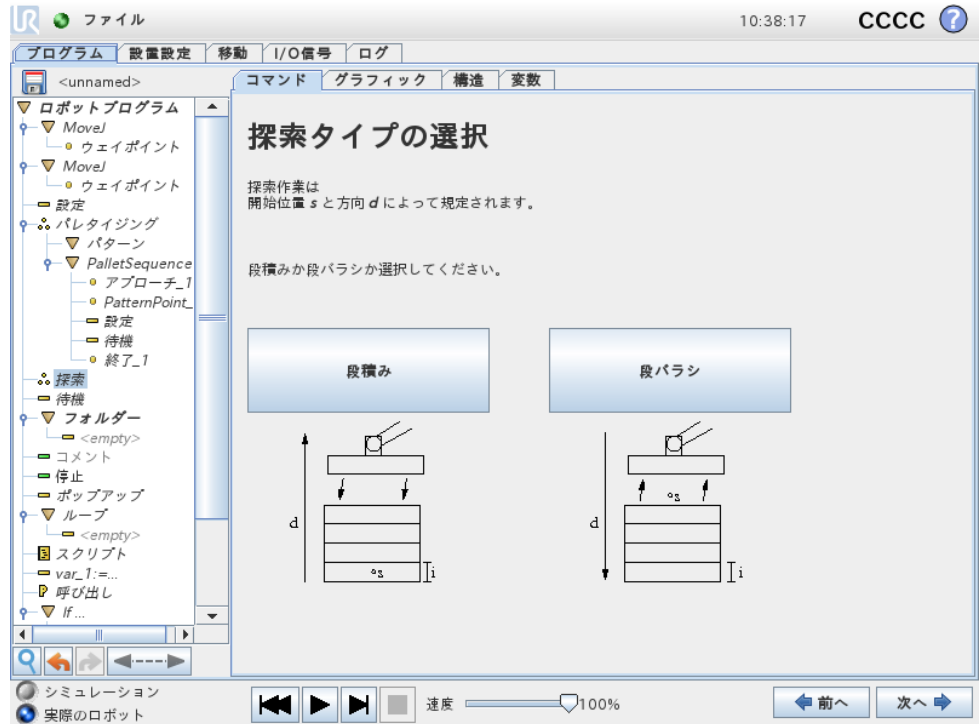 UR ファイル 10:38:17 CCCC ?
プログラム 設置設定 移動 I/O信号 ログ
<unnamed>
コマンド グラフィック 構造 変数
ロボットプログラム
MoveJ
ウェイポイント
MoveJ
ウェイポイント
設定
パレタイジング
パターン
PalletSequence
アプローチ_1
PatternPoint_
設定
待機
終了_1
探索
待機
フォルダー
<empty>
コメント
停止
ポップアップ
ループ
<empty>
スクリプト
var_1:=...
呼び出し
If ...
探索タイプの選択
探索作業は
開始位置 s と方向 d によって規定されます。
段積みか段バラシか選択してください。
段積み 段バラシ
d s i
d s i
シミュレーション
実際のロボット
速度 100% 前へ 次へ